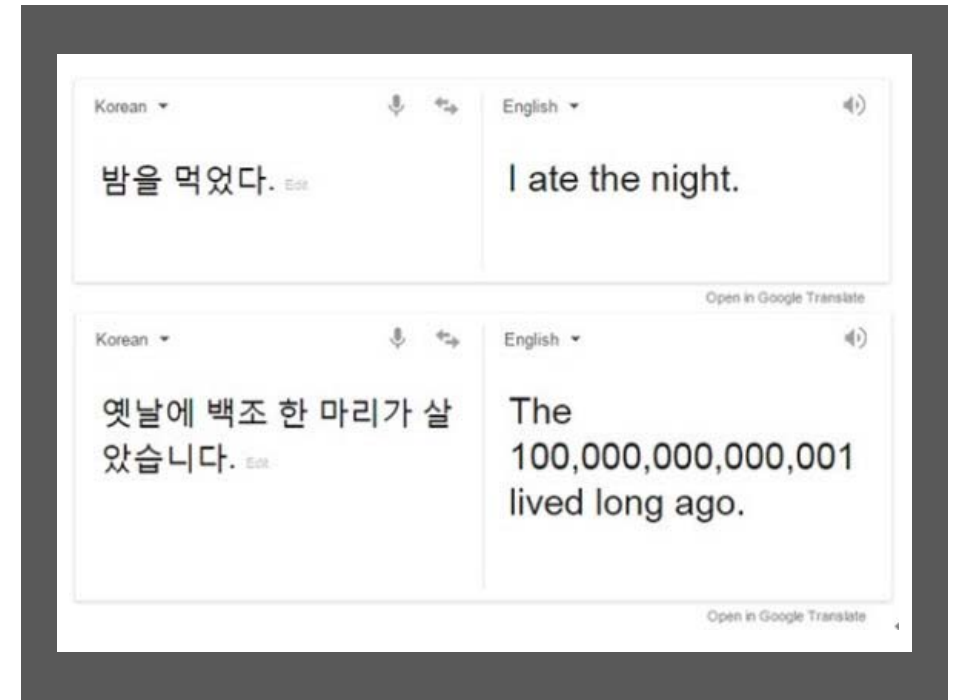 Korean English
밤을 먹었다. Edit
I ate the night.
Open in Google Translate
Korean English
옛날에 백조 한 마리가 살
았습니다. Edit
The
100,000,000,000,001
lived long ago.
Open in Google Translate